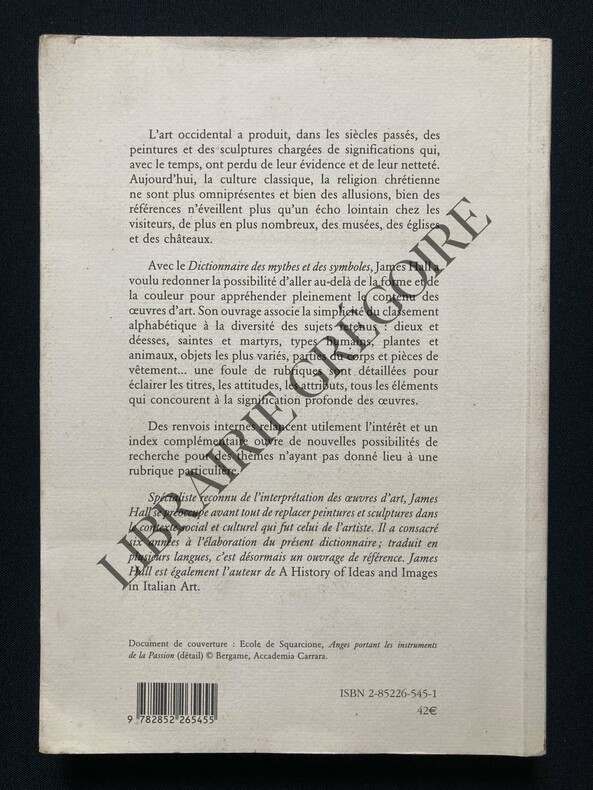 L'art occidental a produit, dans les siècles passés, des
peintures et des sculptures chargées de significations qui,
avec le temps, ont perdu de leur évidence et de leur netteté.
Aujourd'hui, la culture classique, la religion chrétienne
ne sont plus omniprésentes et bien des allusions, bien des
références n'éveillent plus qu'un écho lointain chez les
visiteurs, de plus en plus nombreux, des musées, des églises
et des châteaux.
Avec le Dictionnaire des mythes et des symboles, James Hall a
voulu redonner la possibilité d'aller au-delà de la forme et de
la couleur pour appréhender pleinement le contenu des
œuvres d'art. Son ouvrage associe la simplicité du classement
alphabétique à la diversité des sujets retenus : dieux et
déesses, saintes et martyrs, types humains, plantes et
animaux, objets les plus variés, parties du corps et pièces de
vêtement... une foule de rubriques sont détaillées pour
éclairer les titres, les attitudes, les attributs, tous les éléments
qui concourent à la signification profonde des œuvres.
Des renvois internes relancent utilement l'intérêt et un
index complémentaire ouvre de nouvelles possibilités de
recherche pour les thèmes n'ayant pas donné lieu à une
rubrique particulière.
Spécialiste reconnu de l'interprétation des œuvres d'art, James
Hall se préoccupe avant tout de replacer peintures et sculptures dans
le contexte social et culturel qui fut celui de l'artiste. Il a consacré
six années à l'élaboration du présent dictionnaire ; traduit en
plusieurs langues, c'est désormais un ouvrage de référence. James
Hall est également l'auteur de A History of Ideas and Images
in Italian Art.
Document de couverture : Ecole de Squarcione, Anges portant les instruments
de la Passion (détail) © Bergame, Accademia Carrara.
ISBN 2-85226-545-1
42€
9 782852 265455
LIBRAIRIE GRÉGOIRE